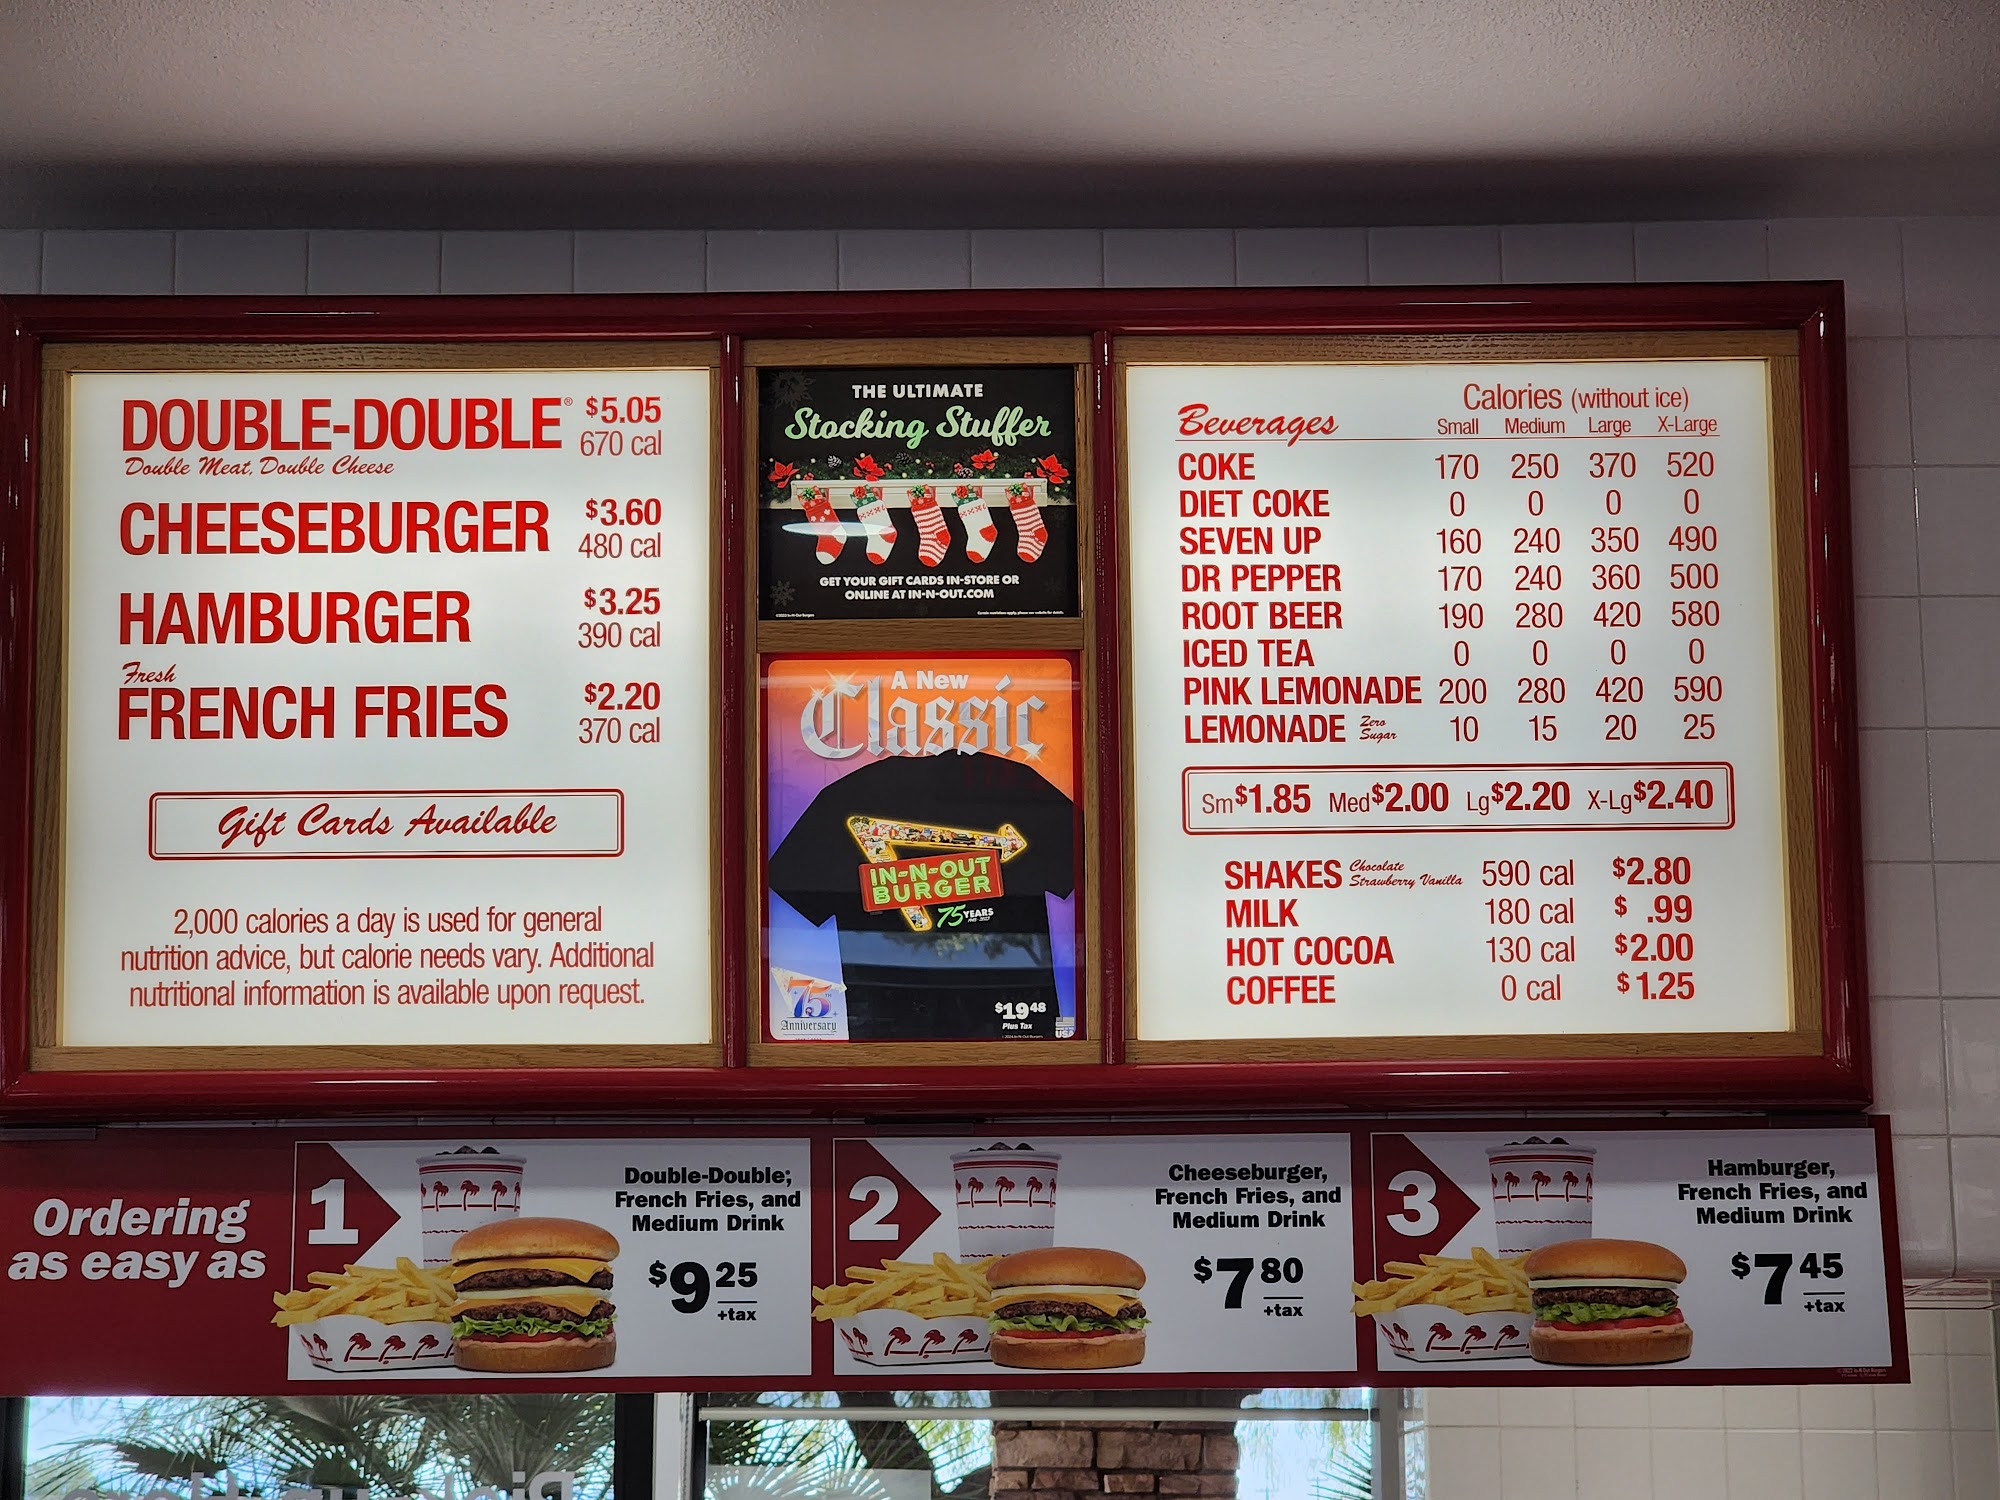 DOUBLE-DOUBLE® $5.05
670 cal
Double Meat, Double Cheese
CHEESEBURGER $3.60
480 cal
HAMBURGER $3.25
390 cal
Fresh
FRENCH FRIES $2.20
370 cal
Gift Cards Available
2,000 calories a day is used for general
nutrition advice, but calorie needs vary. Additional
nutritional information is available upon request.
THE ULTIMATE
Stocking Stuffer
GET YOUR GIFT CARDS IN-STORE OR
ONLINE AT IN-N-OUT.COM
A New
Classic
IN-N-OUT
BURGER
75 YEARS
75TH
Anniversary
$19.48
Plus Tax
USA
Calories (without ice)
Beverages Small Medium Large X-Large
COKE 170 250 370 520
DIET COKE 0 0 0 0
SEVEN UP 160 240 350 490
DR PEPPER 170 240 360 500
ROOT BEER 190 280 420 580
ICED TEA 0 0 0 0
PINK LEMONADE 200 280 420 590
LEMONADE Zero Sugar 10 15 20 25
Sm $1.85 Med $2.00 Lg $2.20 X-Lg $2.40
SHAKES Chocolate Strawberry Vanilla 590 cal $2.80
MILK 180 cal $ .99
HOT COCOA 130 cal $2.00
COFFEE 0 cal $1.25
Ordering
as easy as
1
Double-Double,
French Fries, and
Medium Drink
$9 25
+tax
2
Cheeseburger,
French Fries, and
Medium Drink
$7 80
+tax
3
Hamburger,
French Fries, and
Medium Drink
$7 45
+tax